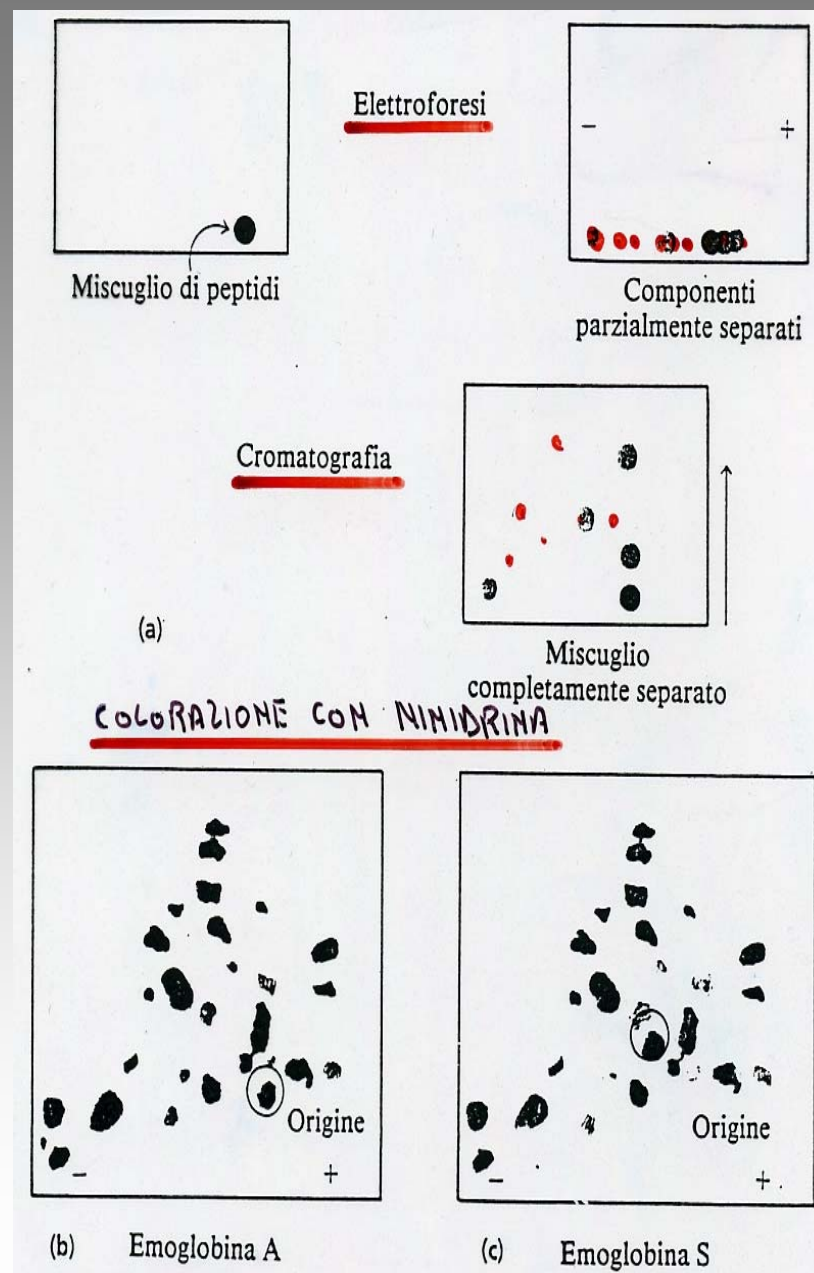 Elettroforesi
- +
Miscuglio di peptidi
Componenti
parzialmente separati
Cromatografia
(a)
Miscuglio
completamente separato
COLORAZIONE CON NINIDRINA
Origine
- +
Origine
- +
(b) Emoglobina A
(c) Emoglobina S